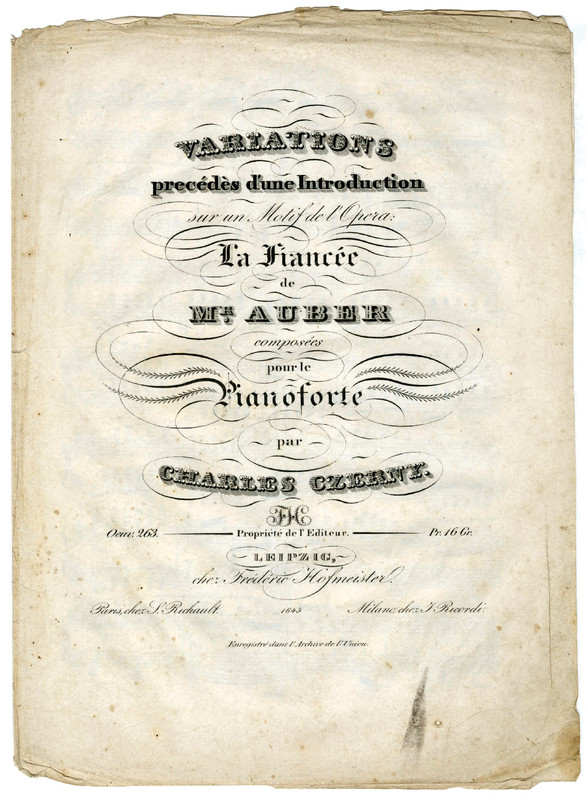 VARIATIONS
precédès d'une Introduction
sur un Motif de l'Opera:
La Fiancée
de
Mr. AUBER
composées
pour le
Pianoforte
par
CHARLES CZERNY.
FH
Oeuv: 263. Propriété de l'Editeur. Pr. 16 Gr.
LEIPZIG,
chez Frédéric Hofmeister.
Paris, chez S. Richault. 1645 Milano, chez J. Ricordi.
Enregistré dans l'Archive de l'Union.